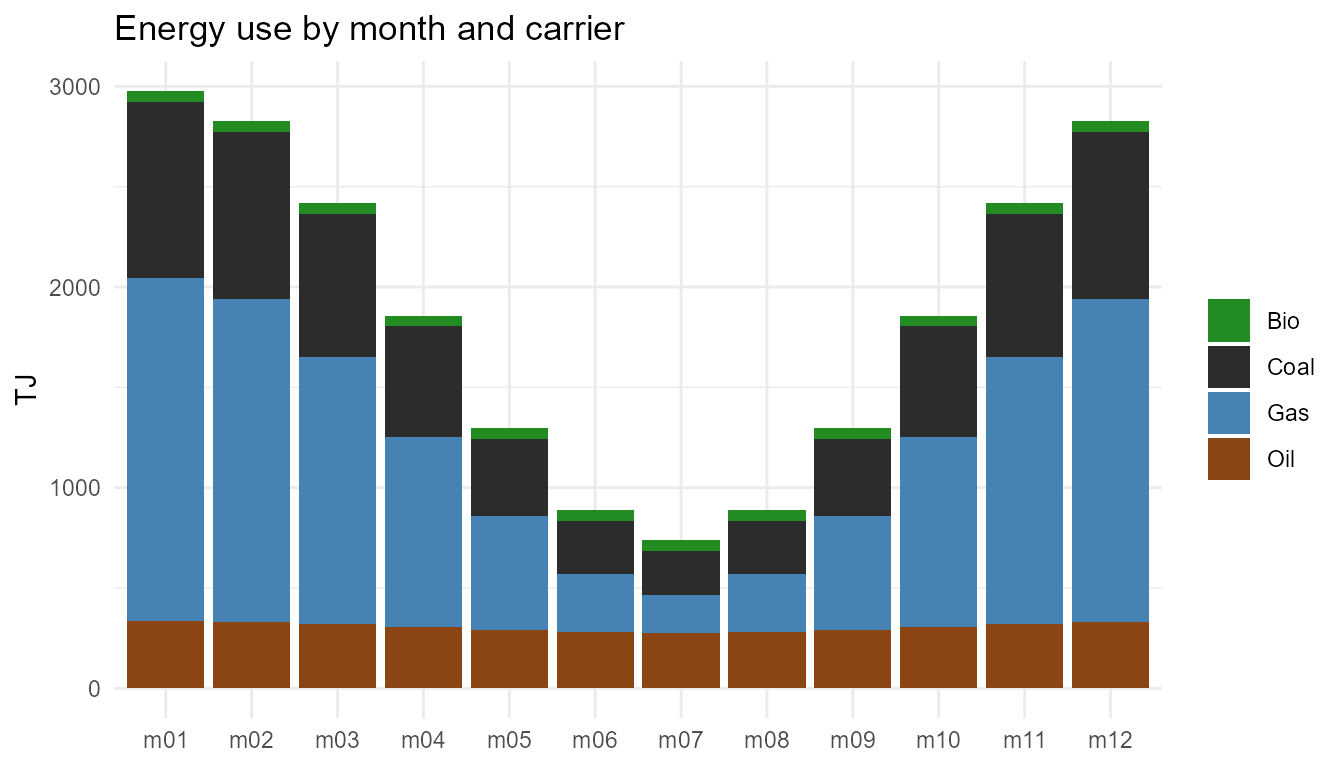 Energy use by month and carrier
TJ
3000
2000
1000
0
m01 m02 m03 m04 m05 m06 m07 m08 m09 m10 m11 m12
Bio
Coal
Gas
Oil